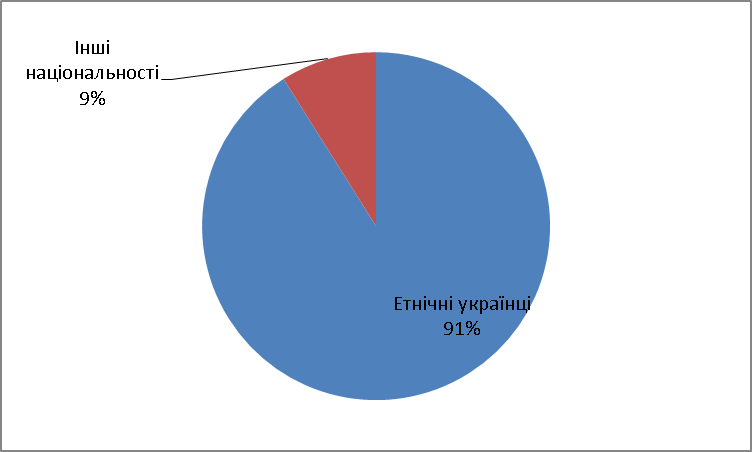 Інші
національності
9%
Етнічні українці
91%